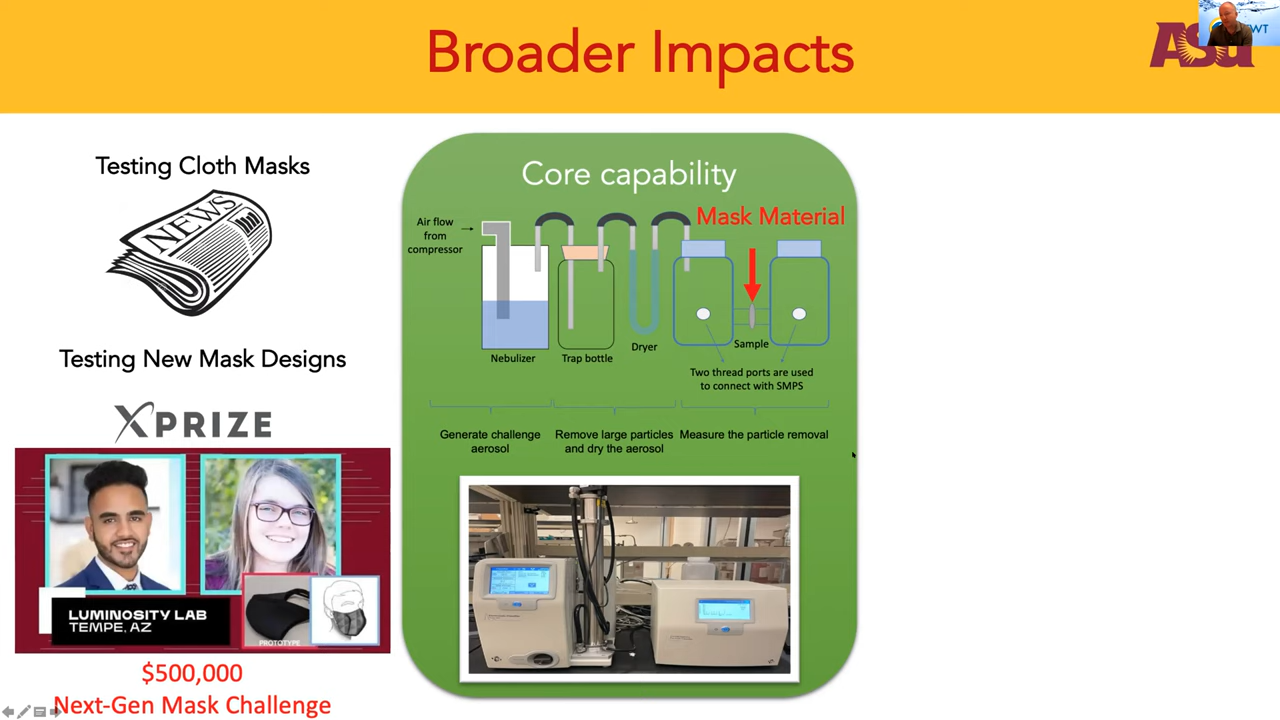 Broader Impacts
ASU
WT
Testing Cloth Masks
NEWS
Testing New Mask Designs
XPRIZE
LUMINOSITY LAB
TEMPE, AZ
PROTOTYPE
$500,000
Next-Gen Mask Challenge
Core capability
Mask Material
Air flow
from
compressor
Nebulizer
Trap bottle
Dryer
Sample
Two thread ports are used
to connect with SMPS
Generate challenge
aerosol
Remove large particles
and dry the aerosol
Measure the particle removal